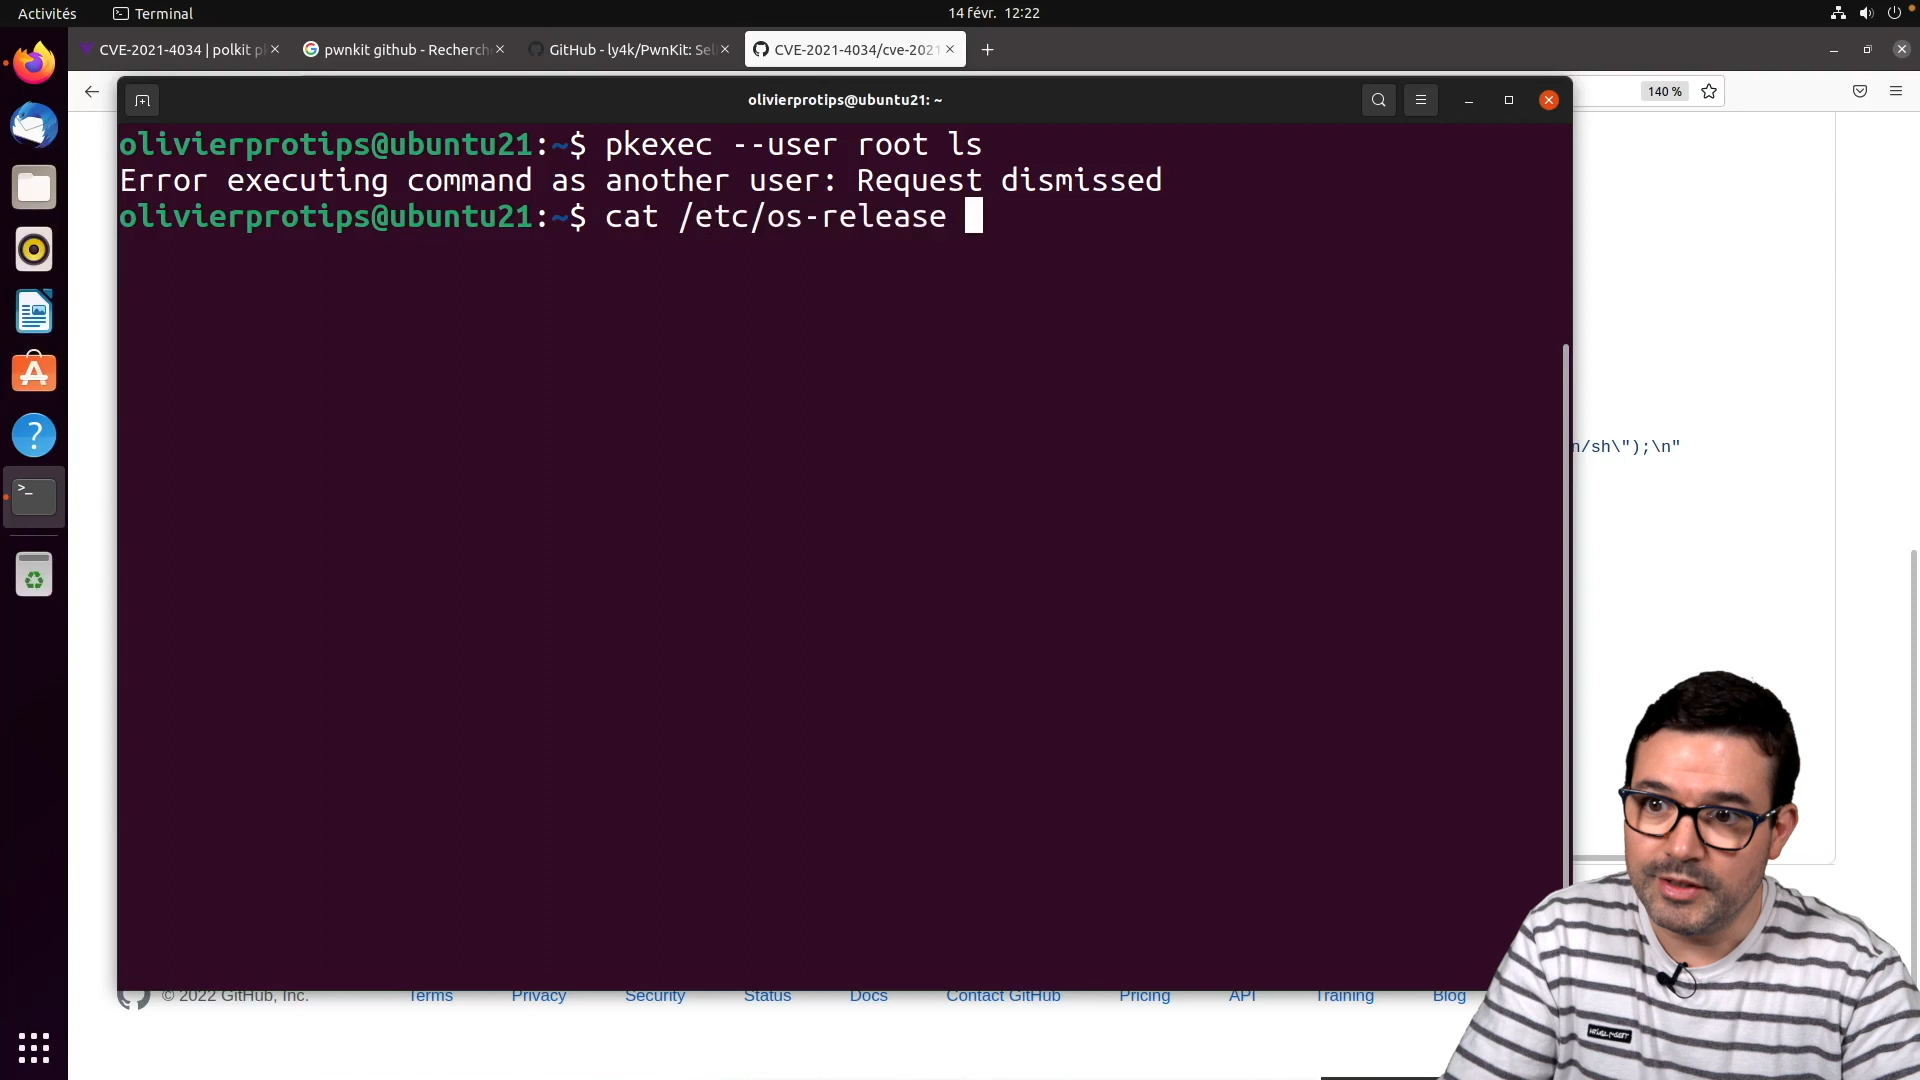 Activités
Terminal
14 févr. 12:22
CVE-2021-4034 | polkit p
pwnkit github - Recherch
GitHub - ly4k/PwnKit: Sel
CVE-2021-4034/cve-2021
140 %
olivierprotips@ubuntu21: ~
olivierprotips@ubuntu21:~$ pkexec --user root ls
Error executing command as another user: Request dismissed
olivierprotips@ubuntu21:~$ cat /etc/os-release
n/sh\");\n"
© 2022 GitHub, Inc.
Terms
Privacy
Security
Status
Docs
Contact GitHub
Pricing
API
Training
Blog